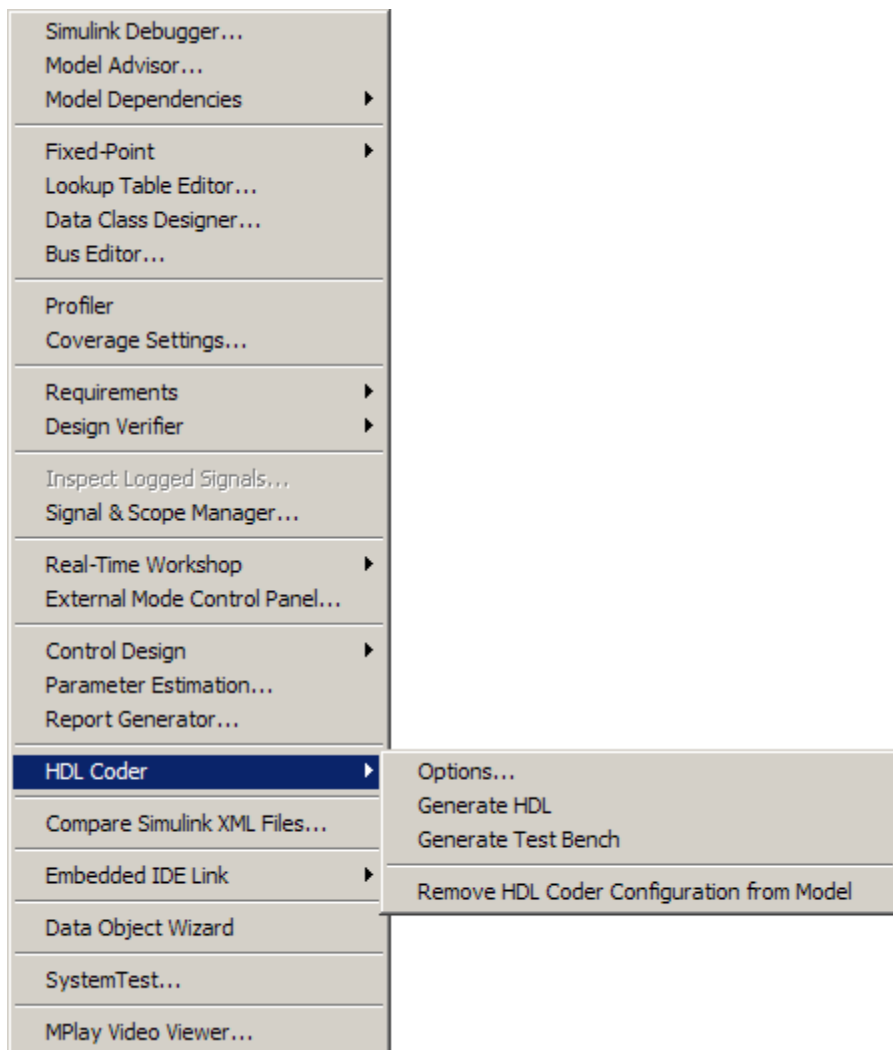 Simulink Debugger...
Model Advisor...
Model Dependencies
Fixed-Point
Lookup Table Editor...
Data Class Designer...
Bus Editor...
Profiler
Coverage Settings...
Requirements
Design Verifier
Inspect Logged Signals...
Signal & Scope Manager...
Real-Time Workshop
External Mode Control Panel...
Control Design
Parameter Estimation...
Report Generator...
HDL Coder
Options...
Generate HDL
Generate Test Bench
Remove HDL Coder Configuration from Model
Compare Simulink XML Files...
Embedded IDE Link
Data Object Wizard
SystemTest...
MPlay Video Viewer...